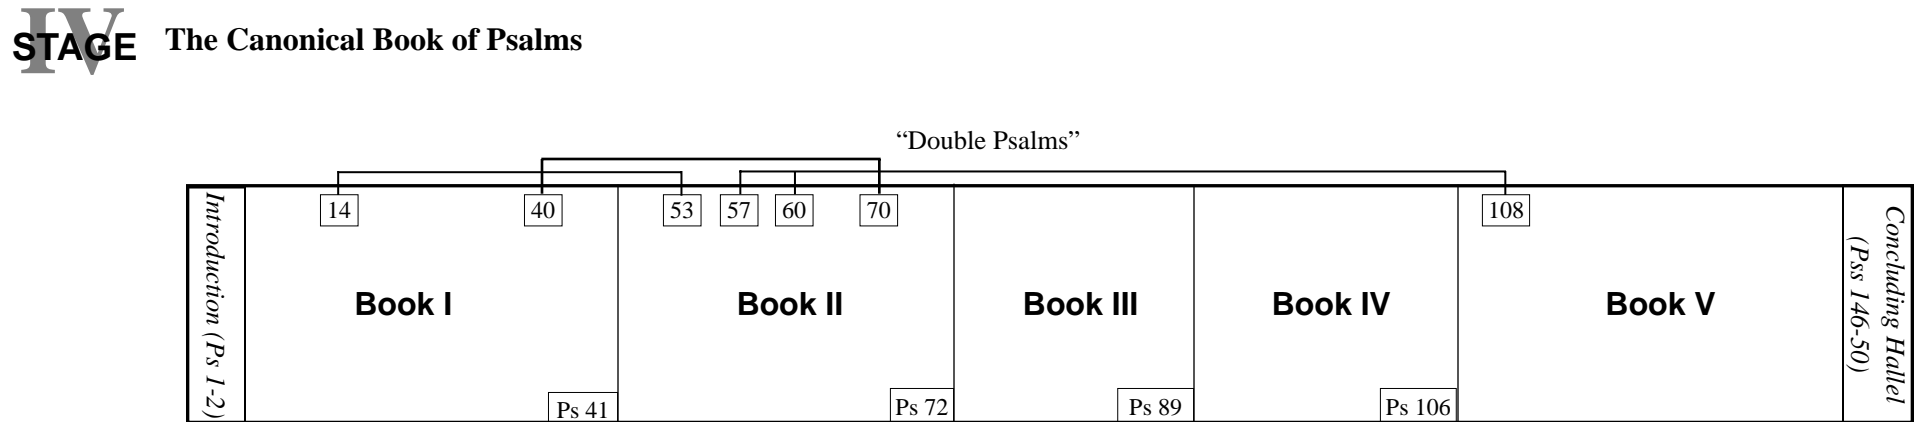 IV
STAGE
The Canonical Book of Psalms
“Double Psalms”
14
40
53
57
60
70
108
Introduction (Ps 1-2)
Book I
Book II
Book III
Book IV
Book V
Concluding Hallel
(Pss 146-50)
Ps 41
Ps 72
Ps 89
Ps 106